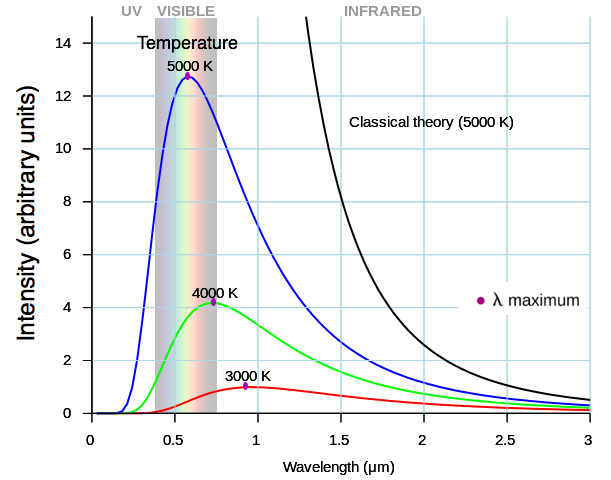 UV VISIBLE INFRARED
Temperature
5000 K
Classical theory (5000 K)
4000 K
3000 K
λ maximum
Intensity (arbitrary units)
14
12
10
8
6
4
2
0
0 0.5 1 1.5 2 2.5 3
Wavelength (μm)